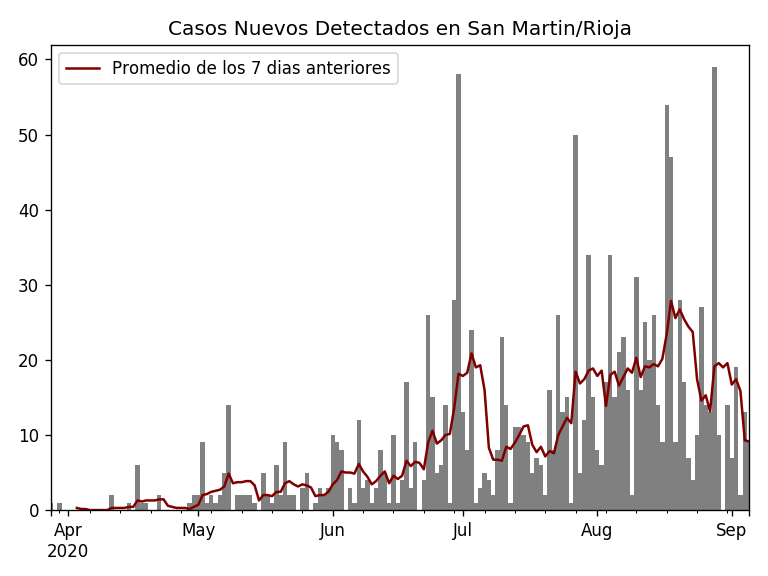 Casos Nuevos Detectados en San Martin/Rioja
Promedio de los 7 dias anteriores
60
50
40
30
20
10
0
Apr May Jun Jul Aug Sep
2020